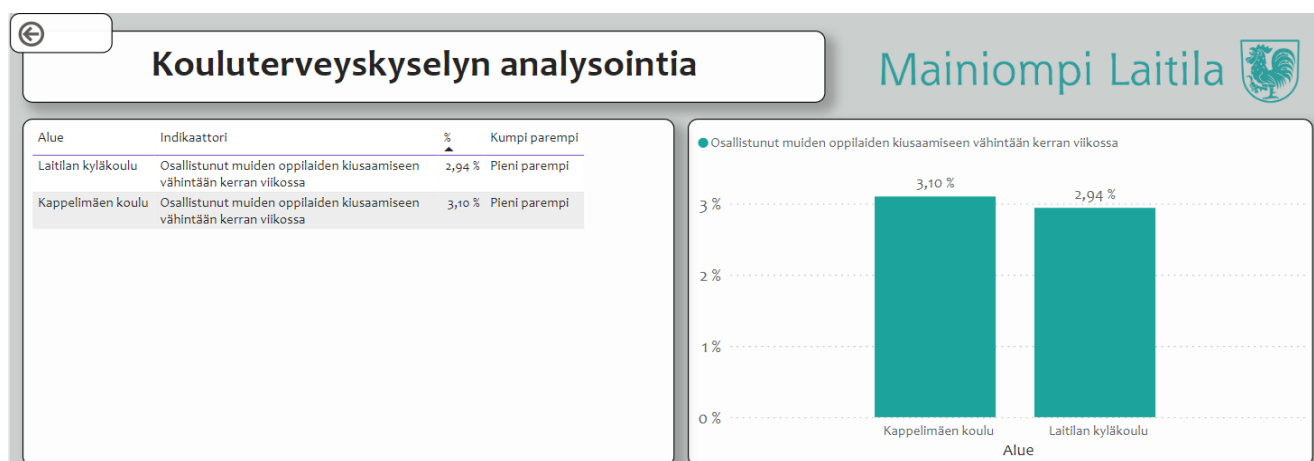 Kouluterveyskyselyn analysointia
Mainiompi Laitila
Alue Indikaattori % Kumpi parempi
Laitilan kyläkoulu Osallistunut muiden oppilaiden kiusaamiseen 2,94 % Pieni parempi
vähintään kerran viikossa
Kappelimäen koulu Osallistunut muiden oppilaiden kiusaamiseen 3,10 % Pieni parempi
vähintään kerran viikossa
Osallistunut muiden oppilaiden kiusaamiseen vähintään kerran viikossa
3,10 %
2,94 %
3 %
2 %
1 %
0 %
Kappelimäen koulu Laitilan kyläkoulu
Alue